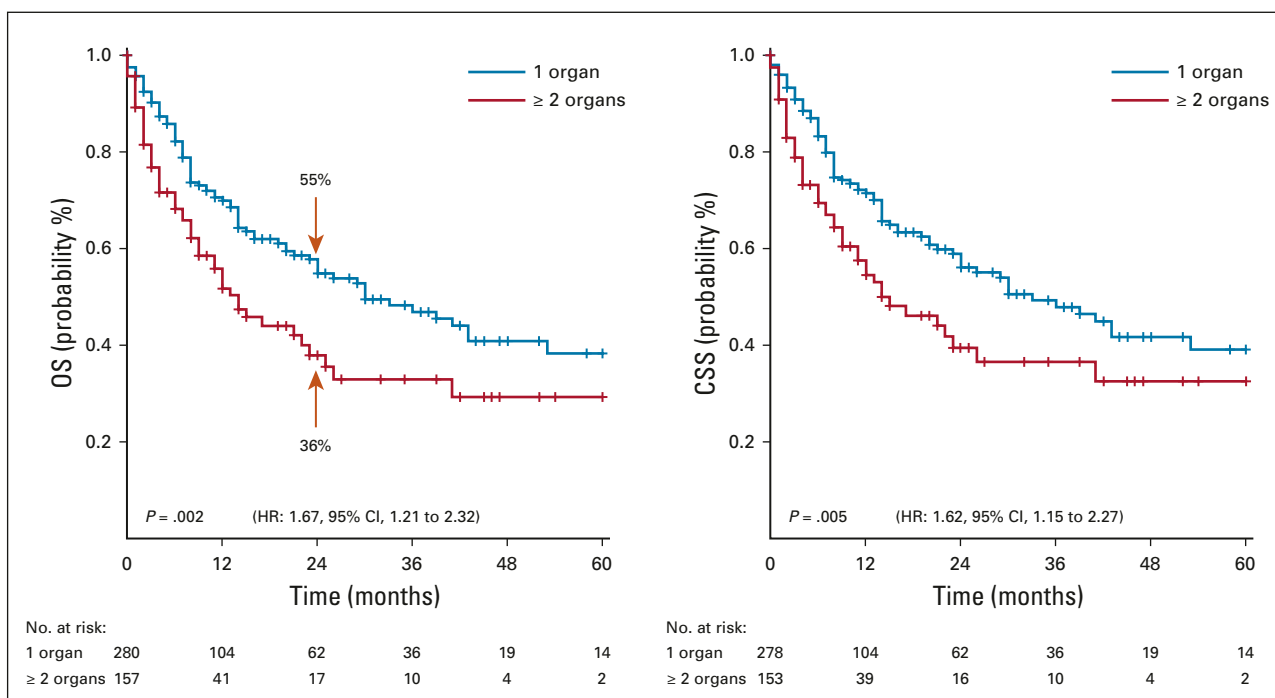 1.0
0.8
0.6
0.4
0.2
OS (probability %)
1 organ
≥ 2 organs
55%
36%
P = .002 (HR: 1.67, 95% CI, 1.21 to 2.32)
0 12 24 36 48 60
Time (months)
No. at risk:
1 organ 280 104 62 36 19 14
≥ 2 organs 157 41 17 10 4 2
1.0
0.8
0.6
0.4
0.2
CSS (probability %)
1 organ
≥ 2 organs
P = .005 (HR: 1.62, 95% CI, 1.15 to 2.27)
0 12 24 36 48 60
Time (months)
No. at risk:
1 organ 278 104 62 36 19 14
≥ 2 organs 153 39 16 10 4 2